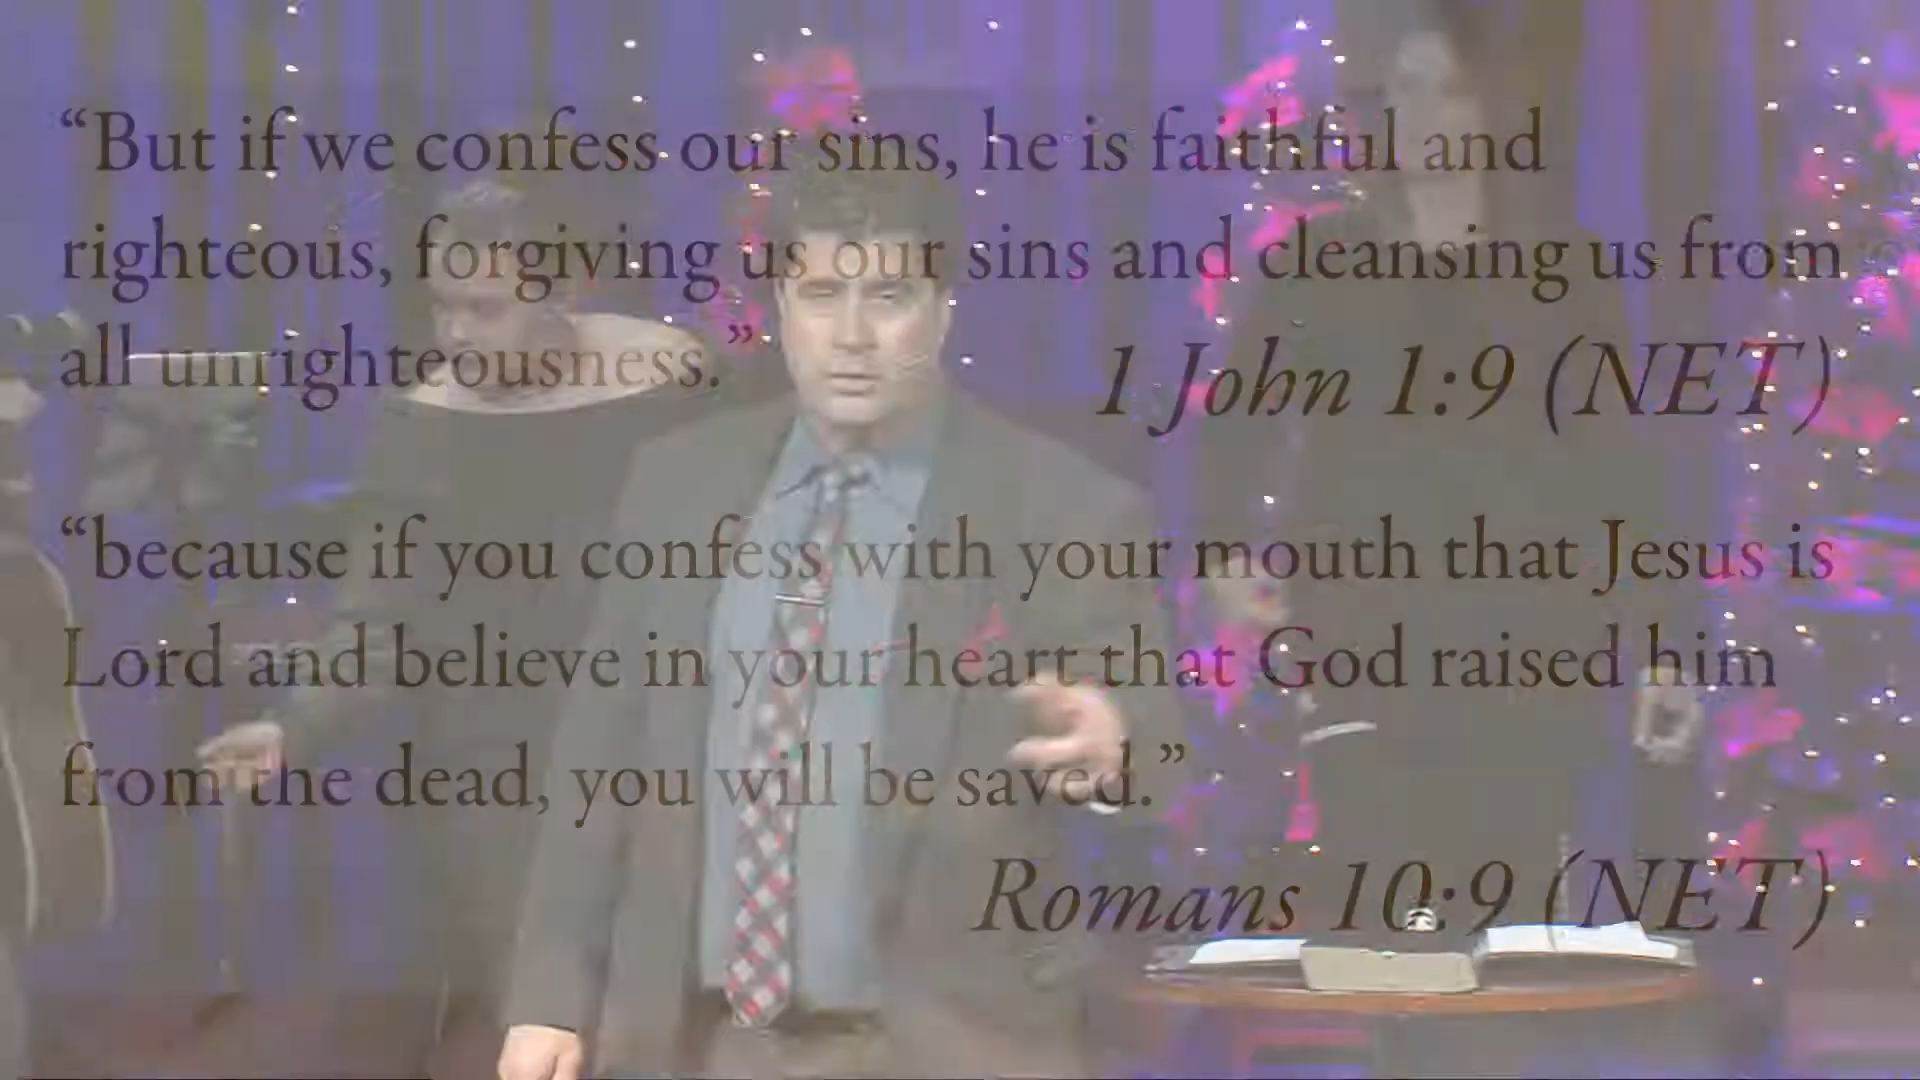 “But if we confess our sins, he is faithful and
righteous, forgiving us our sins and cleansing us from
all unrighteousness.”
1 John 1:9 (NET)
“because if you confess with your mouth that Jesus is
Lord and believe in your heart that God raised him
from the dead, you will be saved.”
Romans 10:9 (NET)